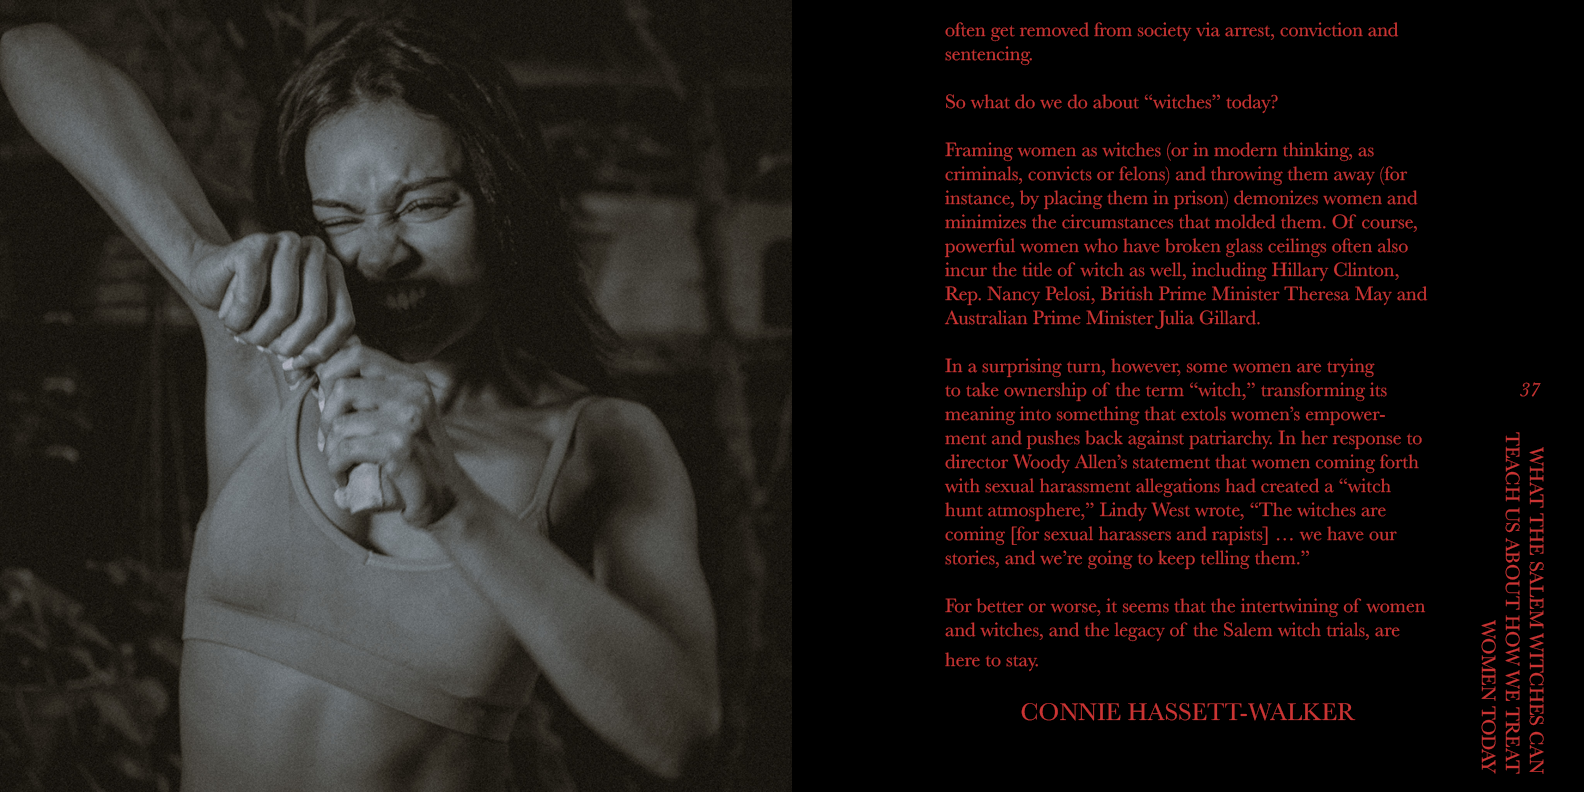 often get removed from society via arrest, conviction and
sentencing.
So what do we do about “witches” today?
Framing women as witches (or in modern thinking, as
criminals, convicts or felons) and throwing them away (for
instance, by placing them in prison) demonizes women and
minimizes the circumstances that molded them. Of course,
powerful women who have broken glass ceilings often also
incur the title of witch as well, including Hillary Clinton,
Rep. Nancy Pelosi, British Prime Minister Theresa May and
Australian Prime Minister Julia Gillard.
In a surprising turn, however, some women are trying
to take ownership of the term “witch,” transforming its
meaning into something that extols women’s empower-
ment and pushes back against patriarchy. In her response to
director Woody Allen’s statement that women coming forth
with sexual harassment allegations had created a “witch
hunt atmosphere,” Lindy West wrote, “The witches are
coming [for sexual harassers and rapists] … we have our
stories, and we’re going to keep telling them.”
For better or worse, it seems that the intertwining of women
and witches, and the legacy of the Salem witch trials, are
here to stay.
CONNIE HASSETT-WALKER
37
WHAT THE SALEM WITCHES CAN
TEACH US ABOUT HOW WE TREAT
WOMEN TODAY